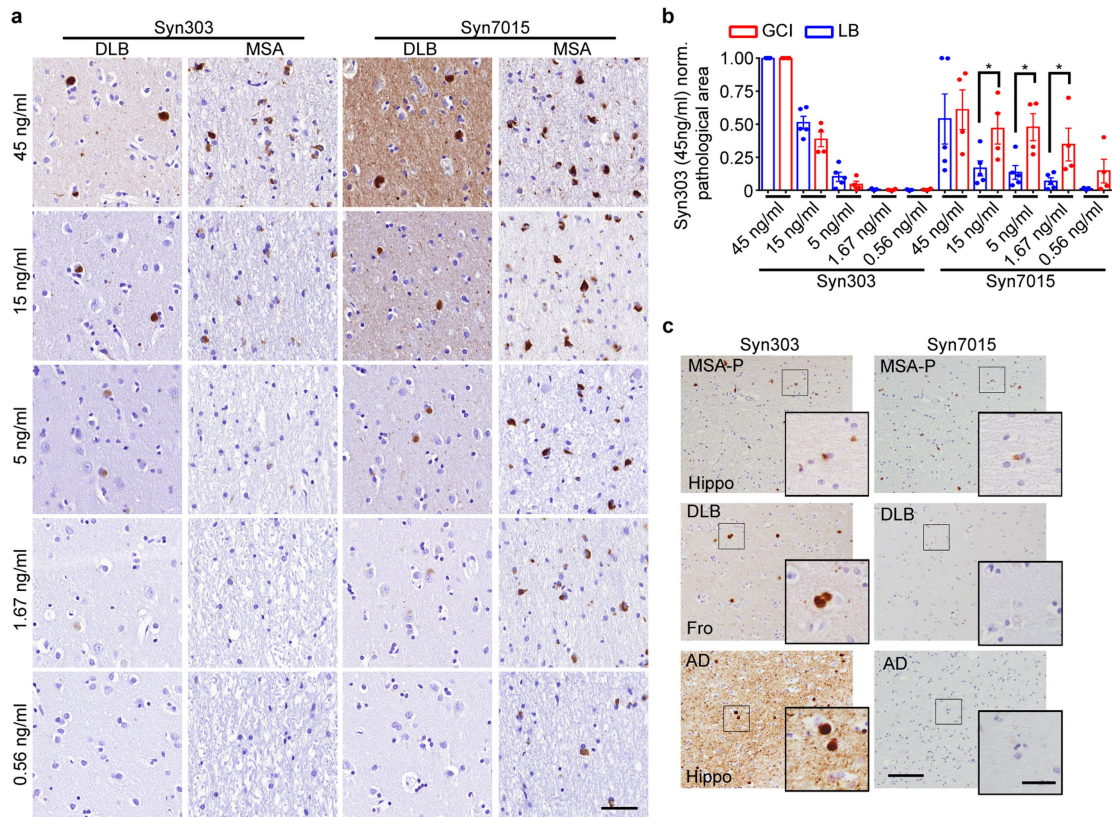 a
Syn303
Syn7015
DLB
MSA
DLB
MSA
45 ng/ml
15 ng/ml
5 ng/ml
1.67 ng/ml
0.56 ng/ml
b
GCI
LB
Syn303 (45ng/ml) norm.
pathological area
1.00
0.75
0.50
0.25
0
*
*
*
45 ng/ml
15 ng/ml
5 ng/ml
1.67 ng/ml
0.56 ng/ml
45 ng/ml
15 ng/ml
5 ng/ml
1.67 ng/ml
0.56 ng/ml
Syn303
Syn7015
c
Syn303
Syn7015
MSA-P
MSA-P
Hippo
DLB
DLB
Fro
AD
AD
Hippo